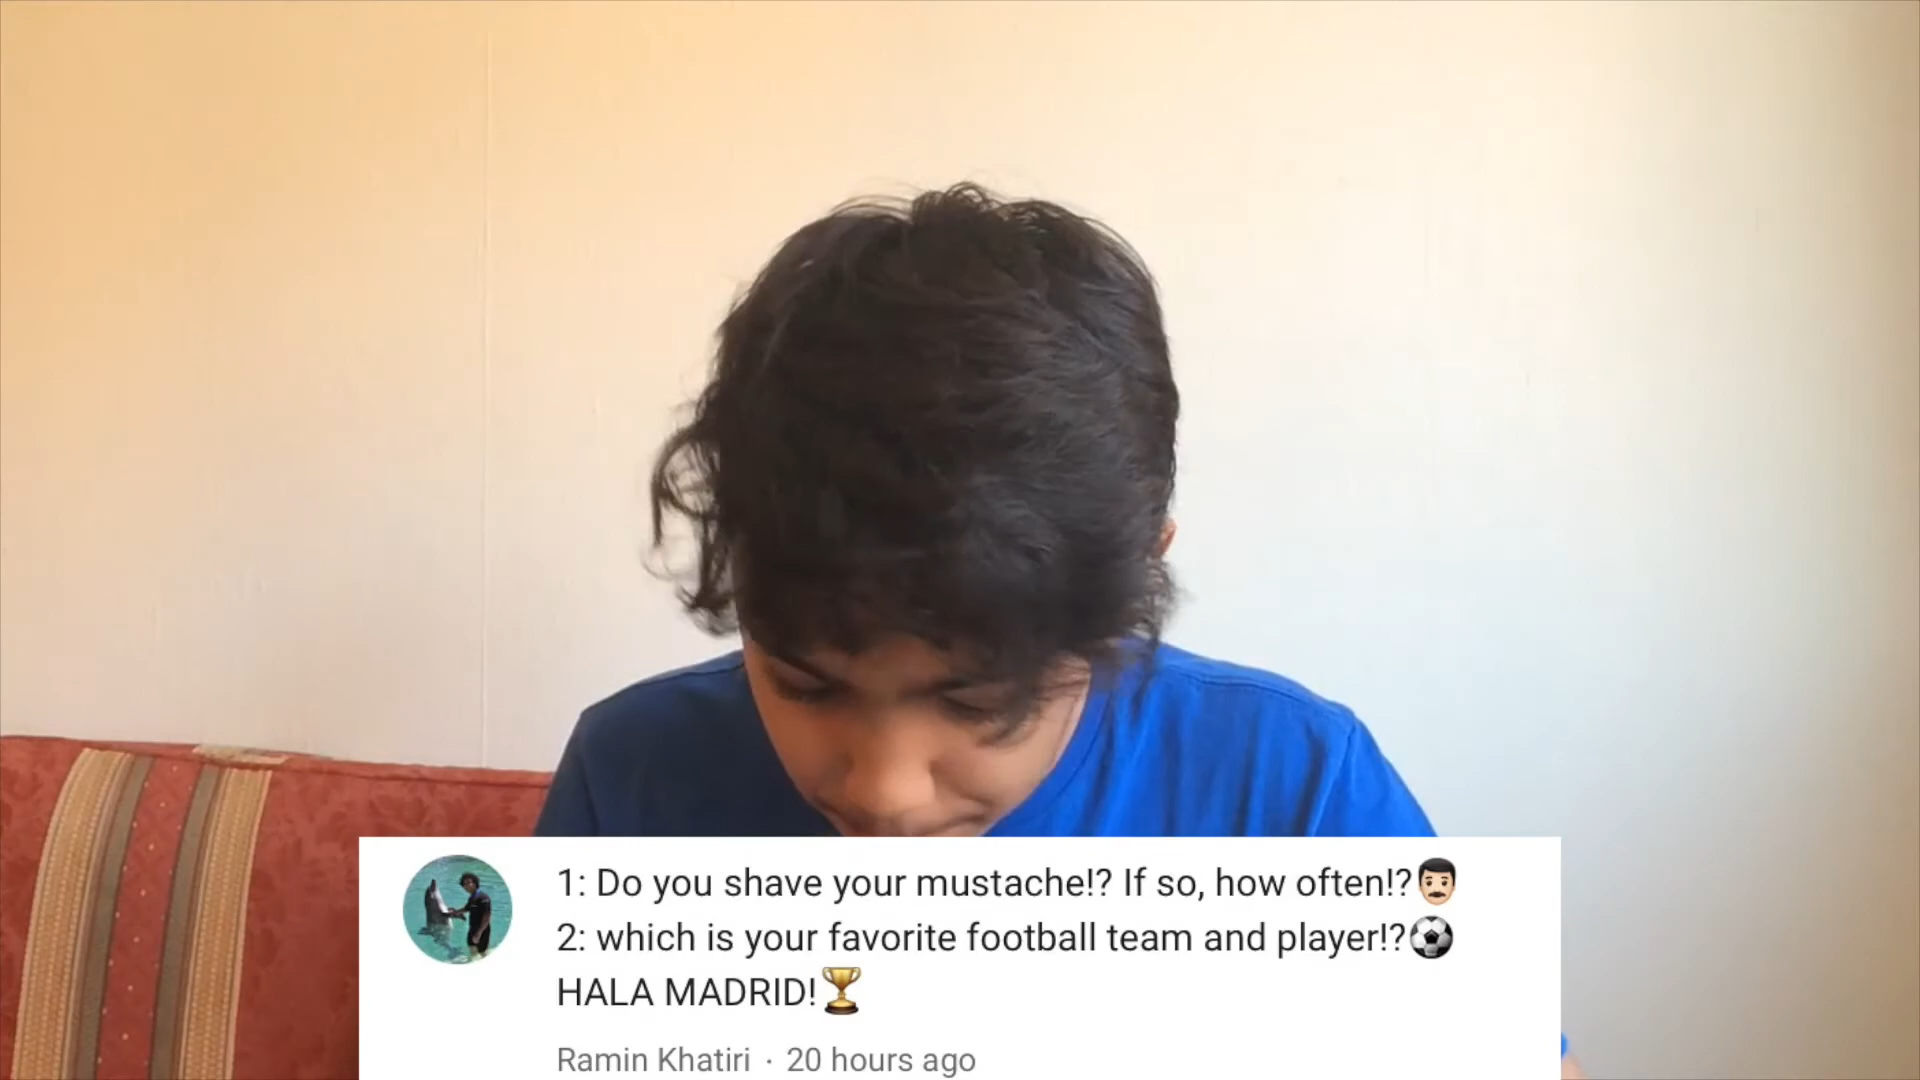 1: Do you shave your mustache!? If so, how often!?👨🏻
2: which is your favorite football team and player!?⚽
HALA MADRID!🏆
Ramin Khatiri · 20 hours ago